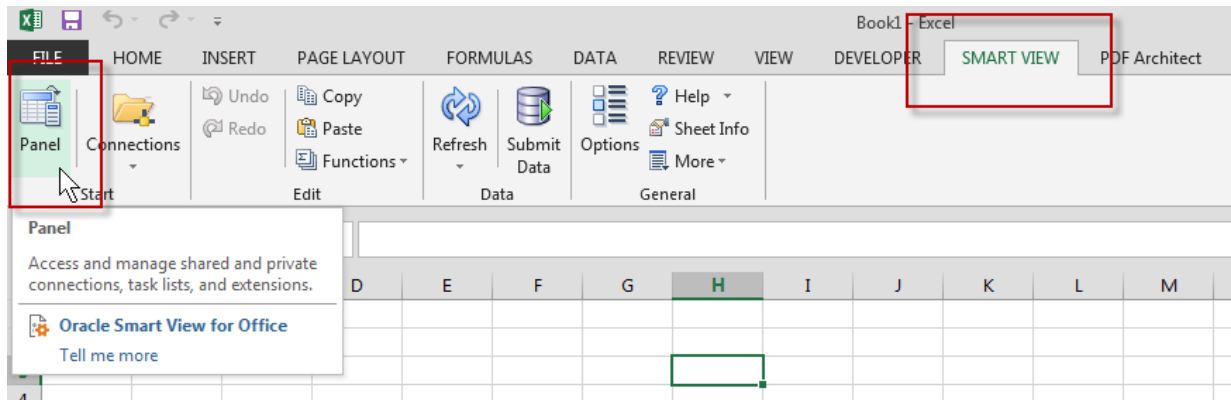 Book1 - Excel
FILE HOME INSERT PAGE LAYOUT FORMULAS DATA REVIEW VIEW DEVELOPER SMART VIEW PDF Architect
Undo Copy Help
Redo Paste Sheet Info
Panel Connections Refresh Submit Data Options
Functions More
Start Edit Data General
Panel
Access and manage shared and private
connections, task lists, and extensions.
D E F G H I J K L M
Oracle Smart View for Office
Tell me more
4